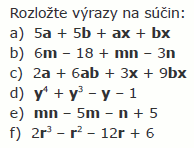 Rozložte výrazy na súčin:
a) 5a + 5b + ax + bx
b) 6m – 18 + mn – 3n
c) 2a + 6ab + 3x + 9bx
d) y⁴ + y³ – y – 1
e) mn – 5m – n + 5
f) 2r³ – r² – 12r + 6